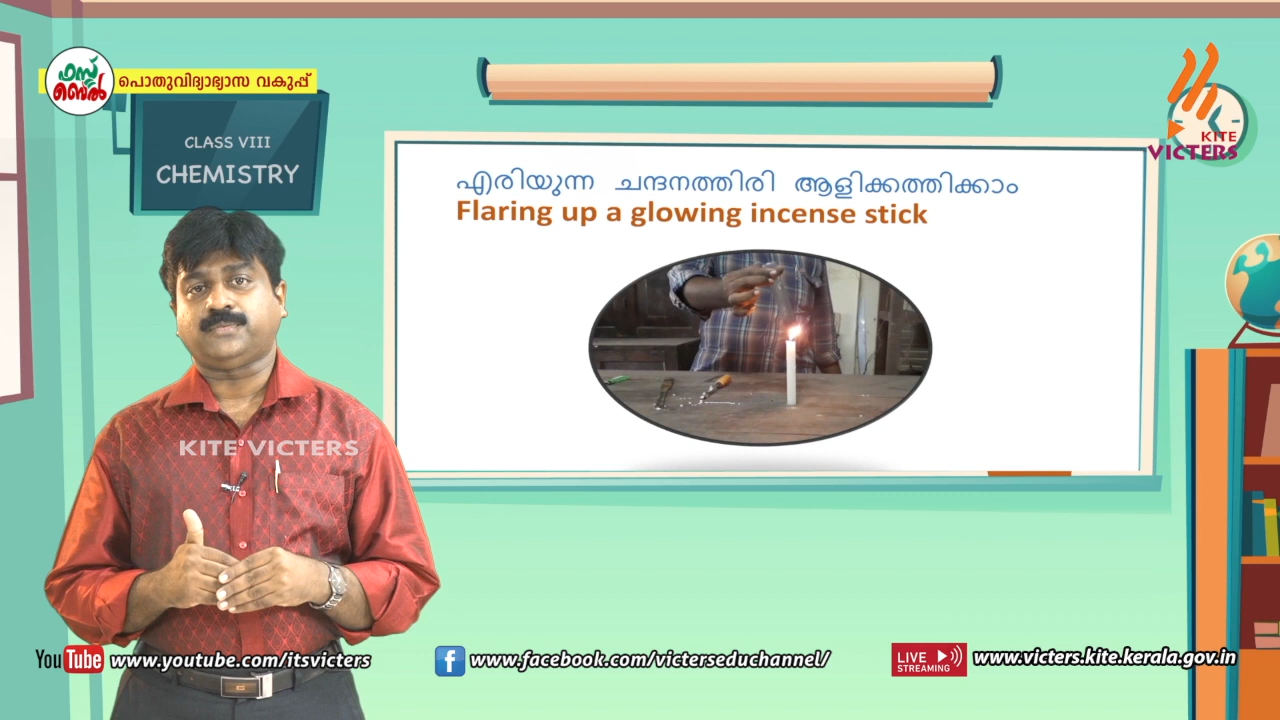 ഫസ്റ്റ്
ബെൽ
പൊതുവിദ്യാഭ്യാസ വകുപ്പ്
CLASS VIII
CHEMISTRY
KITE
VICTERS
എരിയുന്ന ചന്ദനത്തിരി ആളിക്കത്തിക്കാം
Flaring up a glowing incense stick
KITE VICTERS
YouTube www.youtube.com/itsvicters
f www.facebook.com/victerseduchannel/
LIVE
STREAMING
www.victers.kite.kerala.gov.in